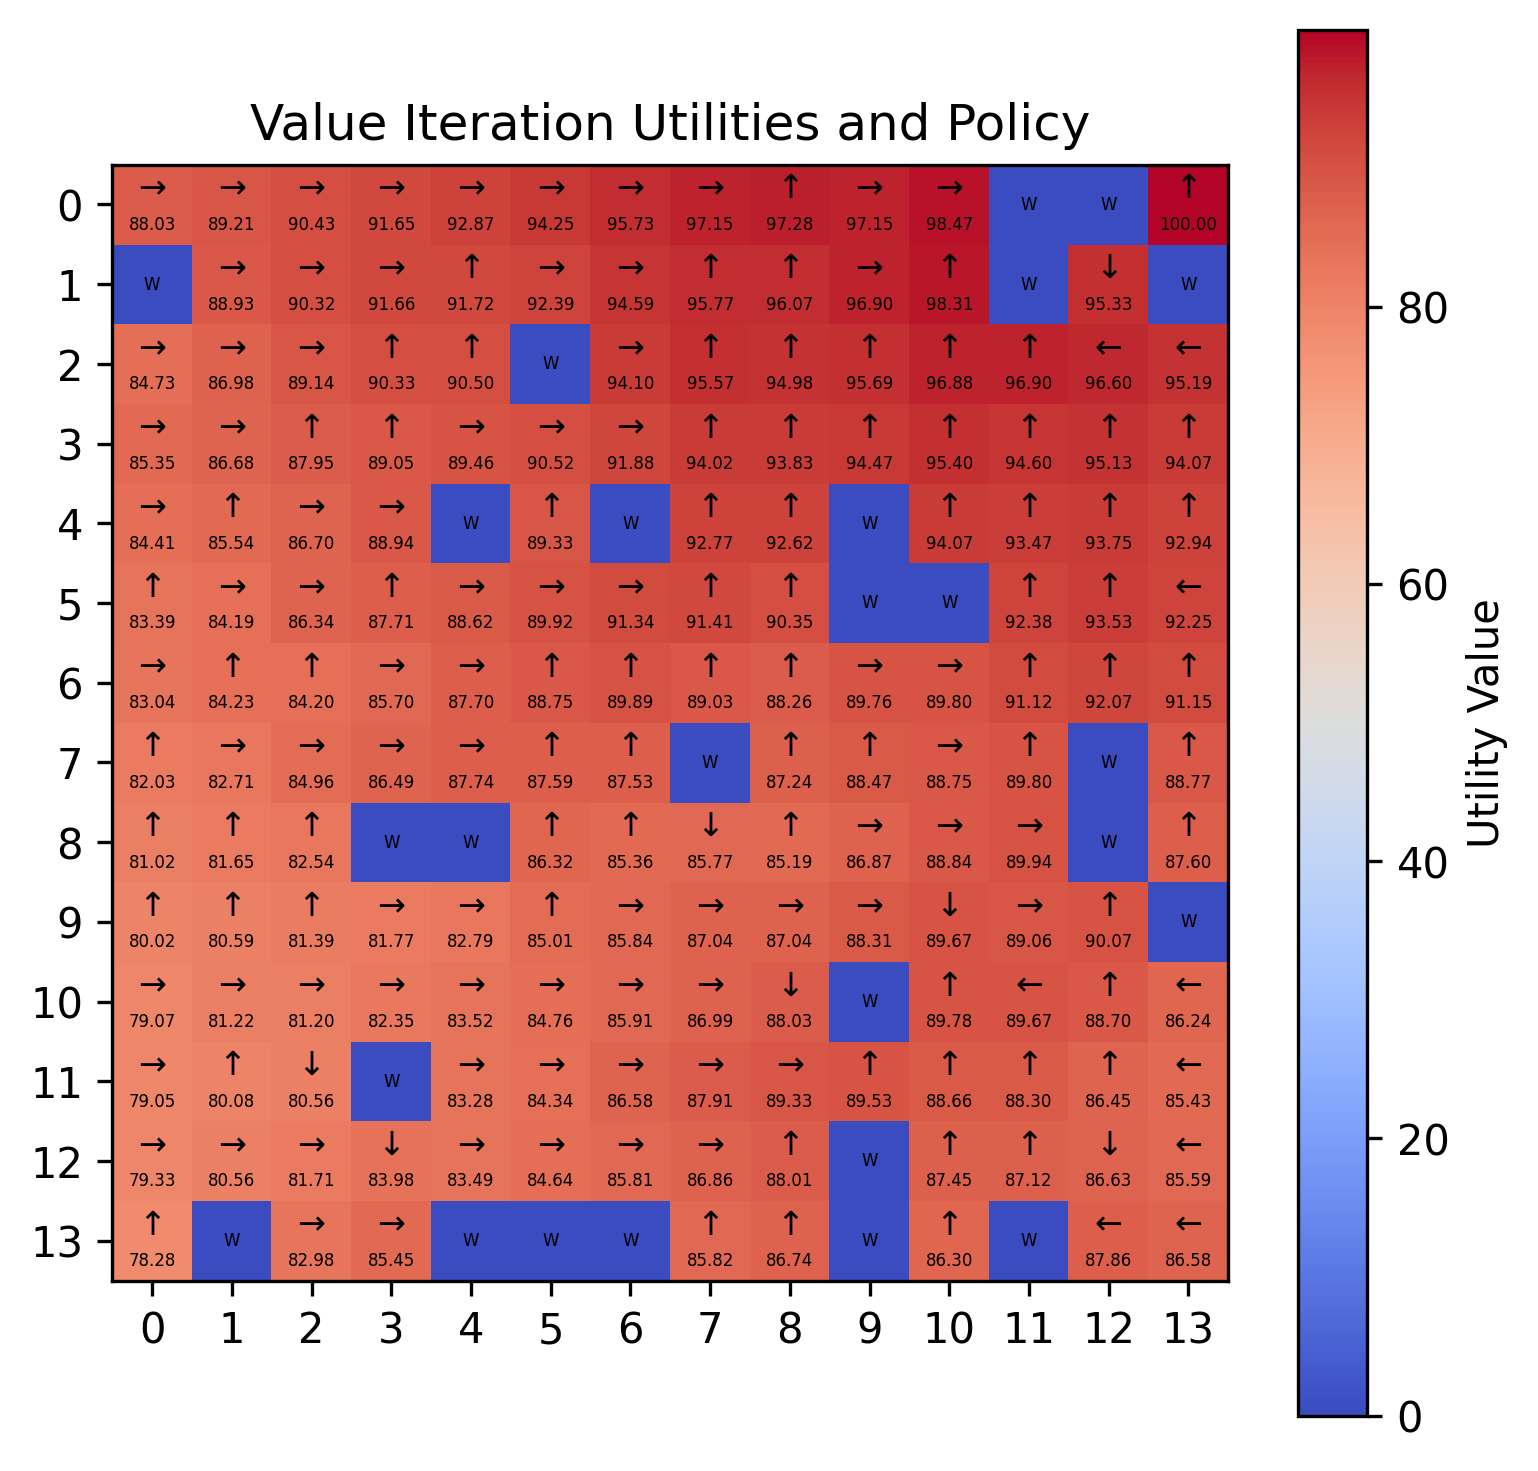 Value Iteration Utilities and Policy
0 → → → → → → → → ↑ → → W W ↑
88.03 89.21 90.43 91.65 92.87 94.25 95.73 97.15 97.28 97.15 98.47 100.00
1 W → → → ↑ → → ↑ ↑ → ↑ W ↓ W
88.93 90.32 91.66 91.72 92.39 94.59 95.77 96.07 96.90 98.31 95.33
2 → → → ↑ ↑ W → ↑ ↑ ↑ ↑ ↑ ← ←
84.73 86.98 89.14 90.33 90.50 94.10 95.57 94.98 95.69 96.88 96.90 96.60 95.19
3 → → ↑ ↑ → → → ↑ ↑ ↑ ↑ ↑ ↑ ↑
85.35 86.68 87.95 89.05 89.46 90.52 91.88 94.02 93.83 94.47 95.40 94.60 95.13 94.07
4 → ↑ → → W ↑ W ↑ ↑ W ↑ ↑ ↑ ↑
84.41 85.54 86.70 88.94 89.33 92.77 92.62 94.07 93.47 93.75 92.94
5 ↑ → → ↑ → → → ↑ ↑ W W ↑ ↑ ←
83.39 84.19 86.34 87.71 88.62 89.92 91.34 91.41 90.35 92.38 93.53 92.25
6 → ↑ ↑ → → ↑ ↑ ↑ ↑ → → ↑ ↑ ↑
83.04 84.23 84.20 85.70 87.70 88.75 89.89 89.03 88.26 89.76 89.80 91.12 92.07 91.15
7 ↑ → → → → ↑ ↑ W ↑ ↑ → ↑ W ↑
82.03 82.71 84.96 86.49 87.74 87.59 87.53 87.24 88.47 88.75 89.80 88.77
8 ↑ ↑ ↑ W W ↑ ↑ ↓ ↑ → → → W ↑
81.02 81.65 82.54 86.32 85.36 85.77 85.19 86.87 88.84 89.94 87.60
9 ↑ ↑ ↑ → → ↑ → → → → ↓ → ↑ W
80.02 80.59 81.39 81.77 82.79 85.01 85.84 87.04 87.04 88.31 89.67 89.06 90.07
10 → → → → → → → → ↓ W ↑ ← ↑ ←
79.07 81.22 81.20 82.35 83.52 84.76 85.91 86.99 88.03 89.78 89.67 88.70 86.24
11 → ↑ ↓ W → → → → → ↑ ↑ ↑ ↑ ←
79.05 80.08 80.56 83.28 84.34 86.58 87.91 89.33 89.53 88.66 88.30 86.45 85.43
12 → → → ↓ → → → → ↑ W ↑ ↑ ↓ ←
79.33 80.56 81.71 83.98 83.49 84.64 85.81 86.86 88.01 87.45 87.12 86.63 85.59
13 ↑ W → → W W W ↑ ↑ W ↑ W ← ←
78.28 82.98 85.45 85.82 86.74 86.30 87.86 86.58
0 1 2 3 4 5 6 7 8 9 10 11 12 13
80
60
40
20
0
Utility Value